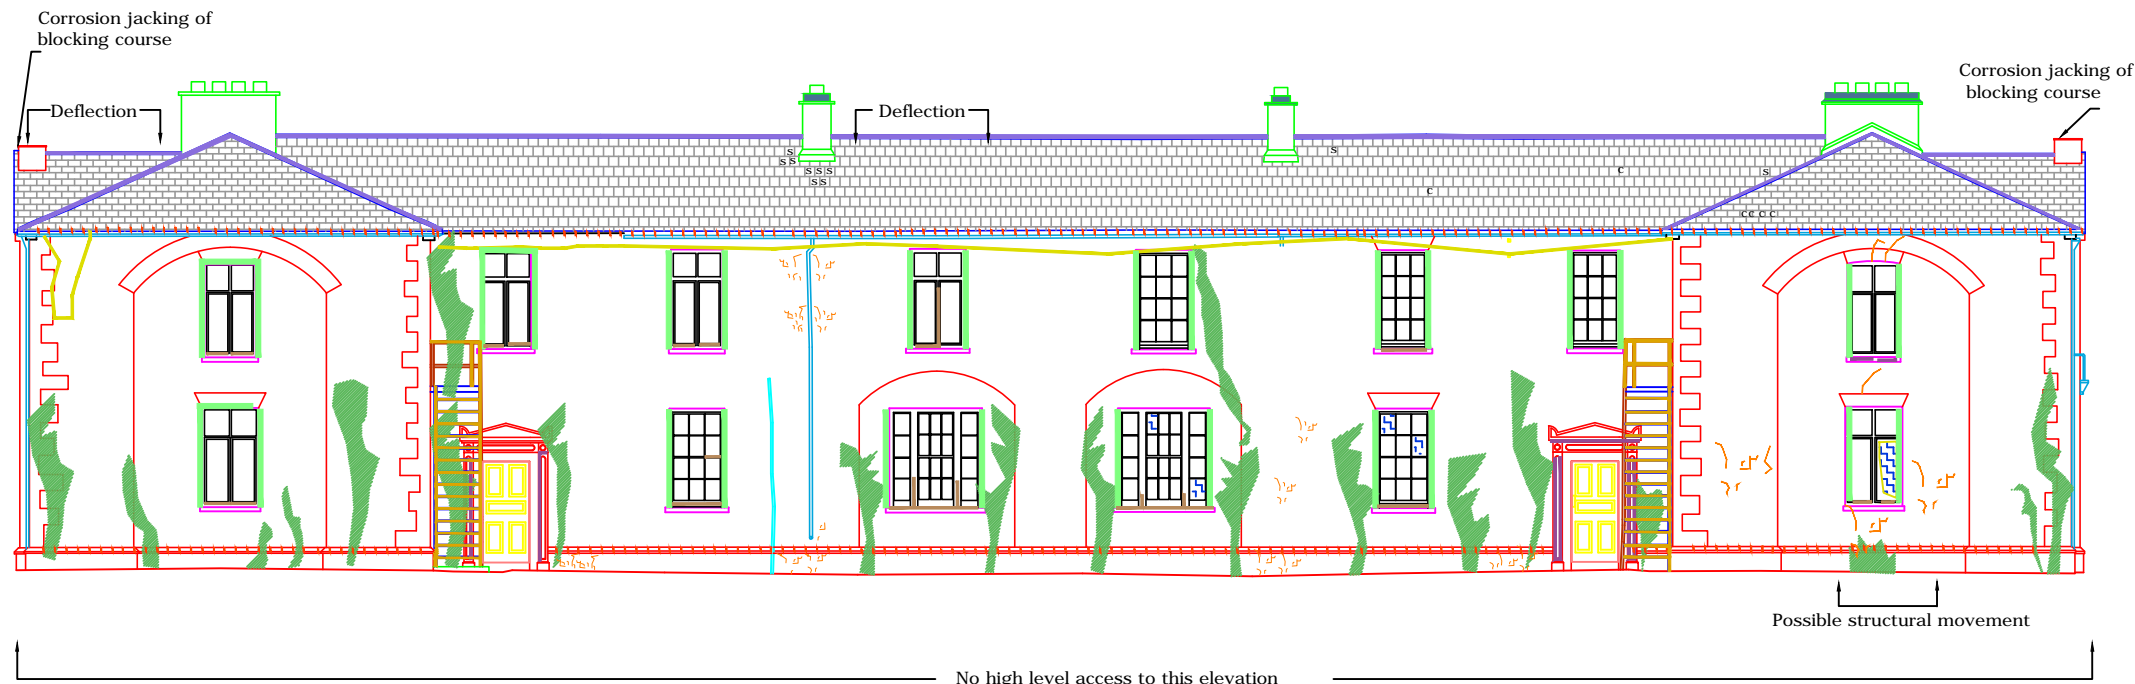 Corrosion jacking of
blocking course
Corrosion jacking of
blocking course
Deflection
Deflection
s
s s
s s s
s s
s
c
s
c
c c c c
Possible structural movement
No high level access to this elevation